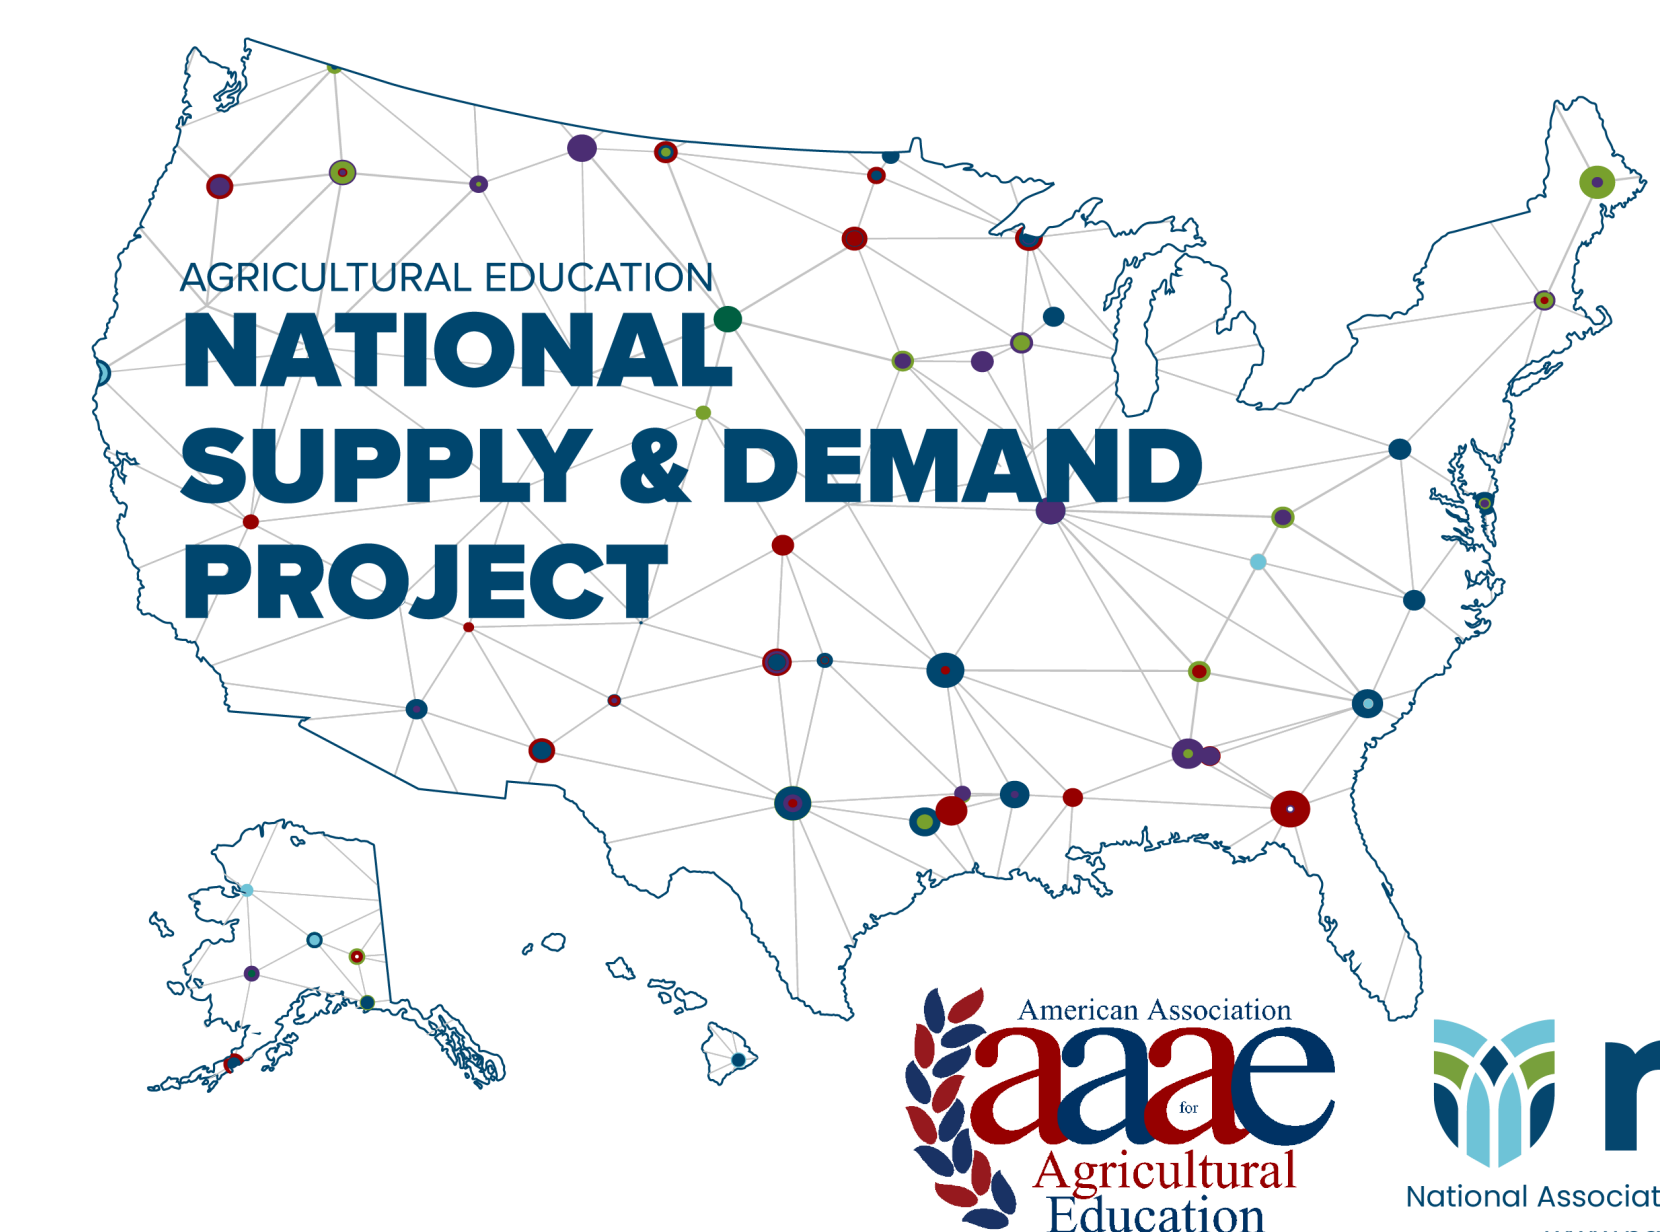 AGRICULTURAL EDUCATION
NATIONAL
SUPPLY & DEMAND
PROJECT
American Association
aaae
for
Agricultural
Education
National Associat